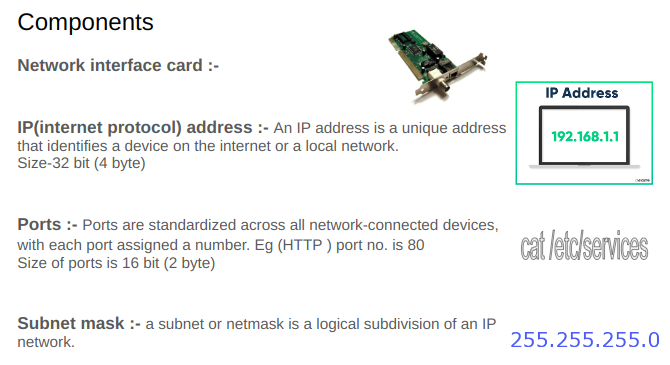 Components
Network interface card :-
IP Address
192.168.1.1
IP(internet protocol) address :- An IP address is a unique address
that identifies a device on the internet or a local network.
Size-32 bit (4 byte)
Ports :- Ports are standardized across all network-connected devices,
with each port assigned a number. Eg (HTTP ) port no. is 80
Size of ports is 16 bit (2 byte)
cat /etc/services
Subnet mask :- a subnet or netmask is a logical subdivision of an IP
network.
255.255.255.0